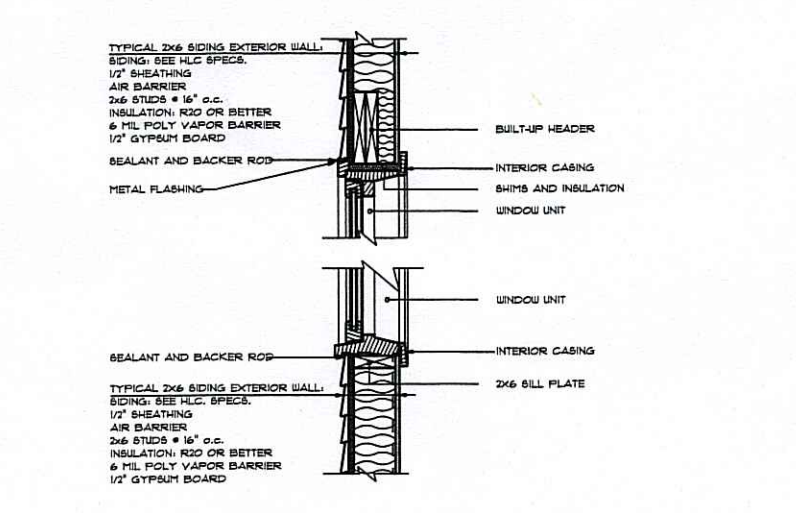 TYPICAL 2X6 SIDING EXTERIOR WALL:
SIDING: SEE HLC SPECS.
1/2" SHEATHING
AIR BARRIER
2x6 STUDS @ 16" o.c.
INSULATION: R20 OR BETTER
6 MIL POLY VAPOR BARRIER
1/2" GYPSUM BOARD
SEALANT AND BACKER ROD
METAL FLASHING
BUILT-UP HEADER
INTERIOR CASING
SHIMS AND INSULATION
WINDOW UNIT
WINDOW UNIT
INTERIOR CASING
2X6 SILL PLATE
SEALANT AND BACKER ROD
TYPICAL 2X6 SIDING EXTERIOR WALL:
SIDING: SEE HLC. SPECS.
1/2" SHEATHING
AIR BARRIER
2x6 STUDS @ 16" o.c.
INSULATION: R20 OR BETTER
6 MIL POLY VAPOR BARRIER
1/2" GYPSUM BOARD